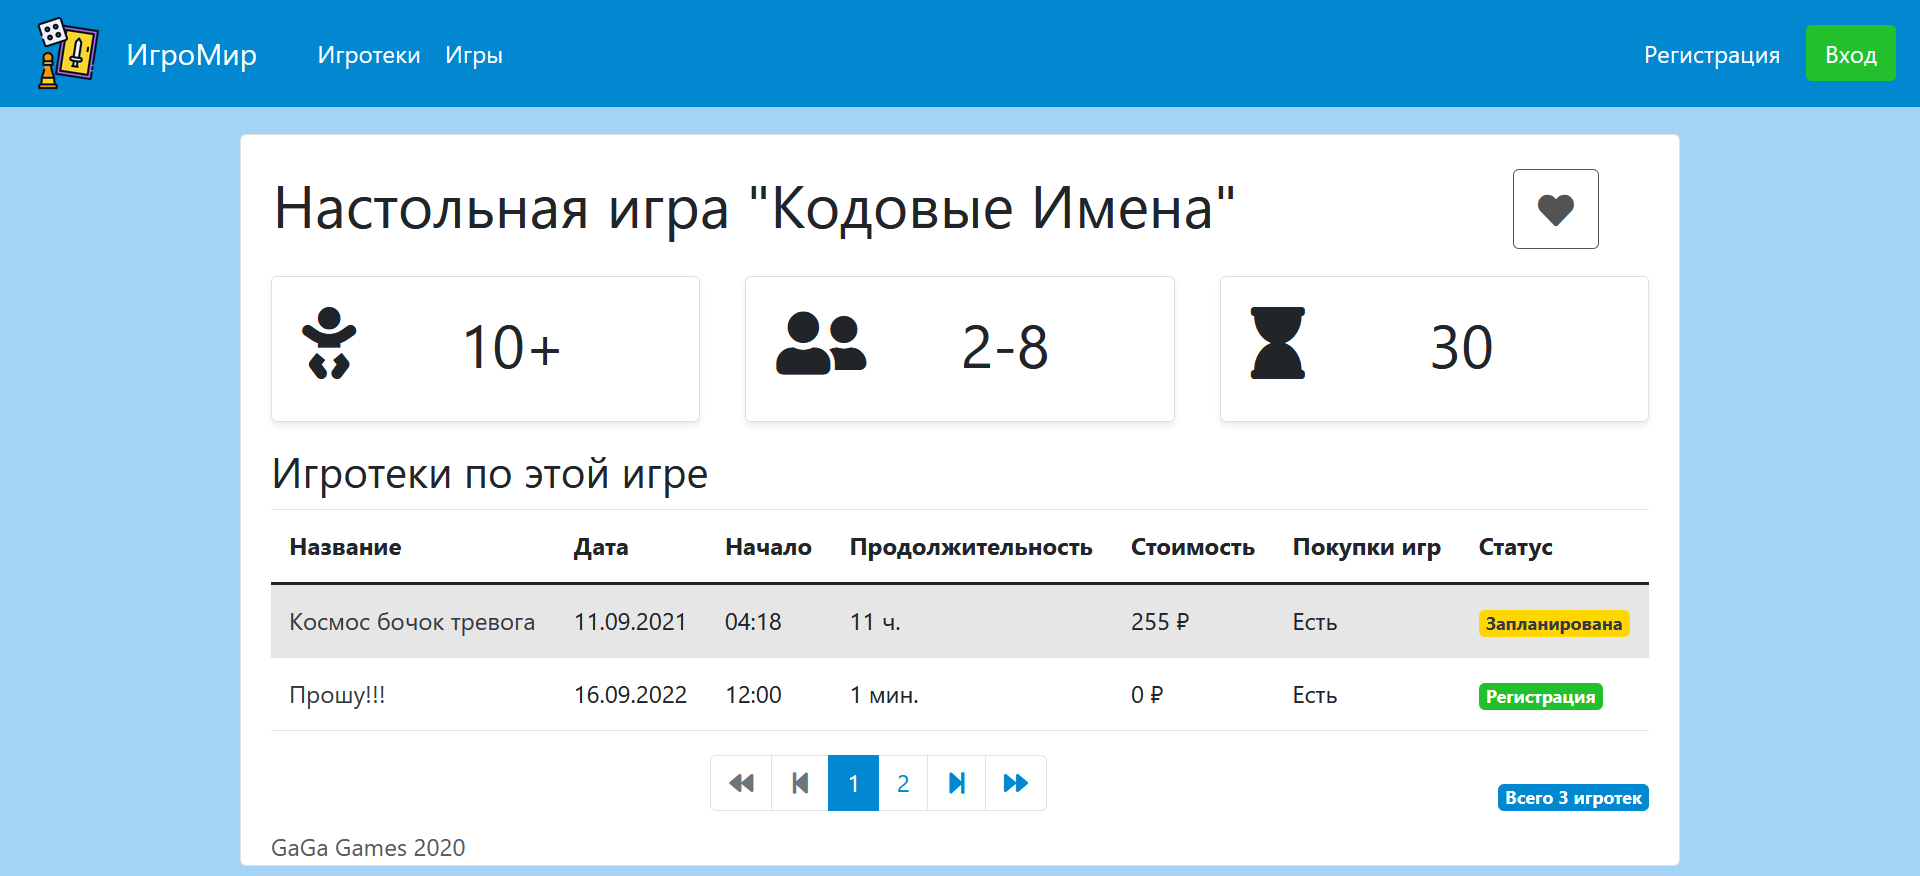 ИгроМир Игротеки Игры Регистрация Вход
Настольная игра "Кодовые Имена"
10+ 2-8 30
Игротеки по этой игре
Название Дата Начало Продолжительность Стоимость Покупки игр Статус
Космос бочок тревога 11.09.2021 04:18 11 ч. 255 ₽ Есть Запланирована
Прошу!!! 16.09.2022 12:00 1 мин. 0 ₽ Есть Регистрация
1 2
Всего 3 игротек
GaGa Games 2020